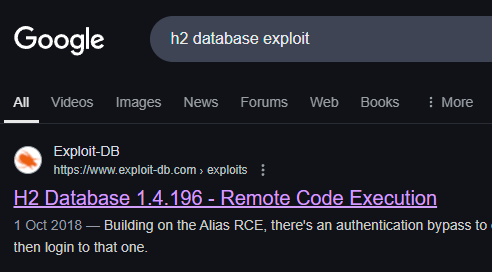 Google
h2 database exploit
All Videos Images News Forums Web Books ⋮ More
Exploit-DB
https://www.exploit-db.com › exploits ⋮
H2 Database 1.4.196 - Remote Code Execution
1 Oct 2018 — Building on the Alias RCE, there's an authentication bypass to
then login to that one.